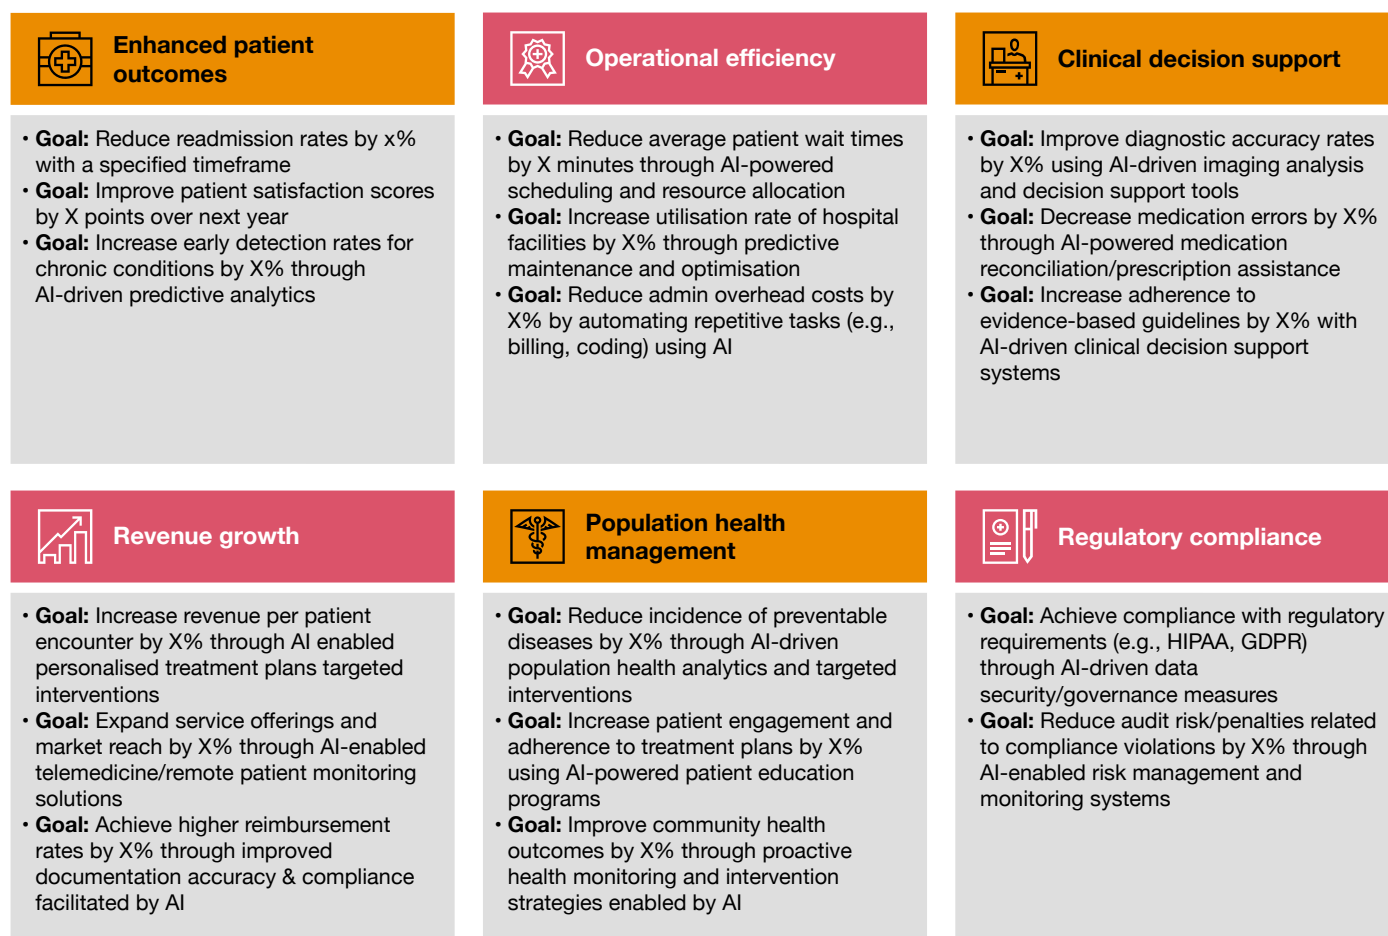 Enhanced patient
outcomes
• Goal: Reduce readmission rates by x%
with a specified timeframe
• Goal: Improve patient satisfaction scores
by X points over next year
• Goal: Increase early detection rates for
chronic conditions by X% through
AI-driven predictive analytics
Operational efficiency
• Goal: Reduce average patient wait times
by X minutes through AI-powered
scheduling and resource allocation
• Goal: Increase utilisation rate of hospital
facilities by X% through predictive
maintenance and optimisation
• Goal: Reduce admin overhead costs by
X% by automating repetitive tasks (e.g.,
billing, coding) using AI
Clinical decision support
• Goal: Improve diagnostic accuracy rates
by X% using AI-driven imaging analysis
and decision support tools
• Goal: Decrease medication errors by X%
through AI-powered medication
reconciliation/prescription assistance
• Goal: Increase adherence to
evidence-based guidelines by X% with
AI-driven clinical decision support
systems
Revenue growth
• Goal: Increase revenue per patient
encounter by X% through AI enabled
personalised treatment plans targeted
interventions
• Goal: Expand service offerings and
market reach by X% through AI-enabled
telemedicine/remote patient monitoring
solutions
• Goal: Achieve higher reimbursement
rates by X% through improved
documentation accuracy & compliance
facilitated by AI
Population health
management
• Goal: Reduce incidence of preventable
diseases by X% through AI-driven
population health analytics and targeted
interventions
• Goal: Increase patient engagement and
adherence to treatment plans by X%
using AI-powered patient education
programs
• Goal: Improve community health
outcomes by X% through proactive
health monitoring and intervention
strategies enabled by AI
Regulatory compliance
• Goal: Achieve compliance with regulatory
requirements (e.g., HIPAA, GDPR)
through AI-driven data
security/governance measures
• Goal: Reduce audit risk/penalties related
to compliance violations by X% through
AI-enabled risk management and
monitoring systems